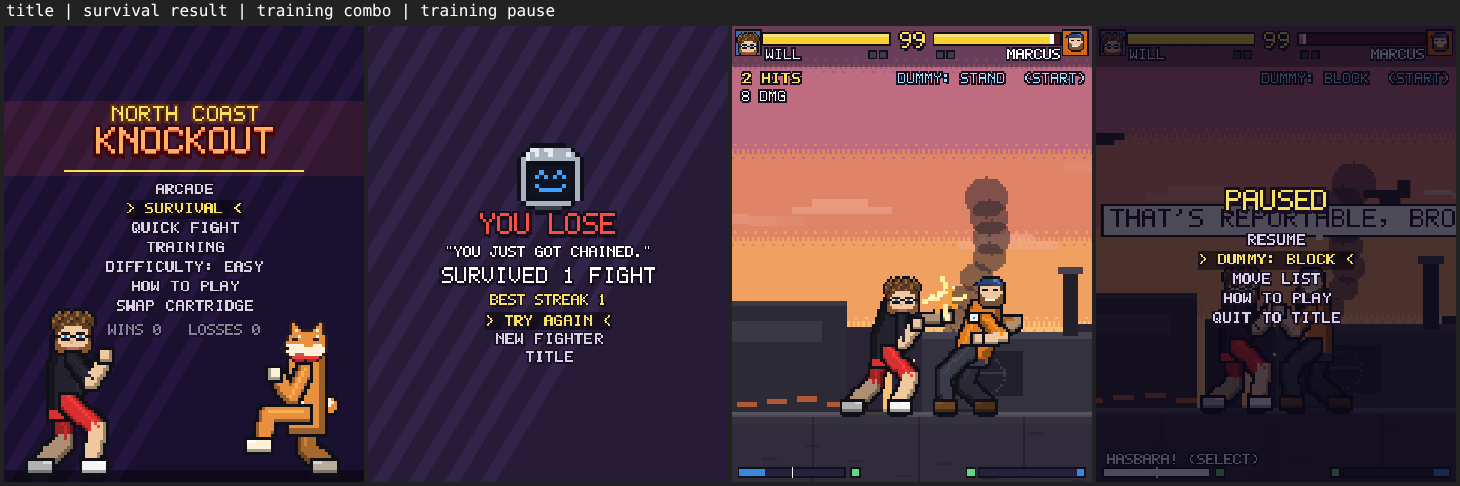 title | survival result | training combo | training pause
NORTH COAST
KNOCKOUT
ARCADE
> SURVIVAL <
QUICK FIGHT
TRAINING
DIFFICULTY: EASY
HOW TO PLAY
SWAP CARTRIDGE
WINS 0 LOSSES 0
YOU LOSE
"YOU JUST GOT CHAINED."
SURVIVED 1 FIGHT
BEST STREAK 1
> TRY AGAIN <
NEW FIGHTER
TITLE
99
WILL MARCUS
2 HITS DUMMY: STAND (START)
8 DMG
99
WILL MARCUS
DUMMY: BLOCK (START)
PAUSED
THAT'S REPORTABLE, BRO
RESUME
> DUMMY: BLOCK <
MOVE LIST
HOW TO PLAY
QUIT TO TITLE
HASBARA! (SELECT)